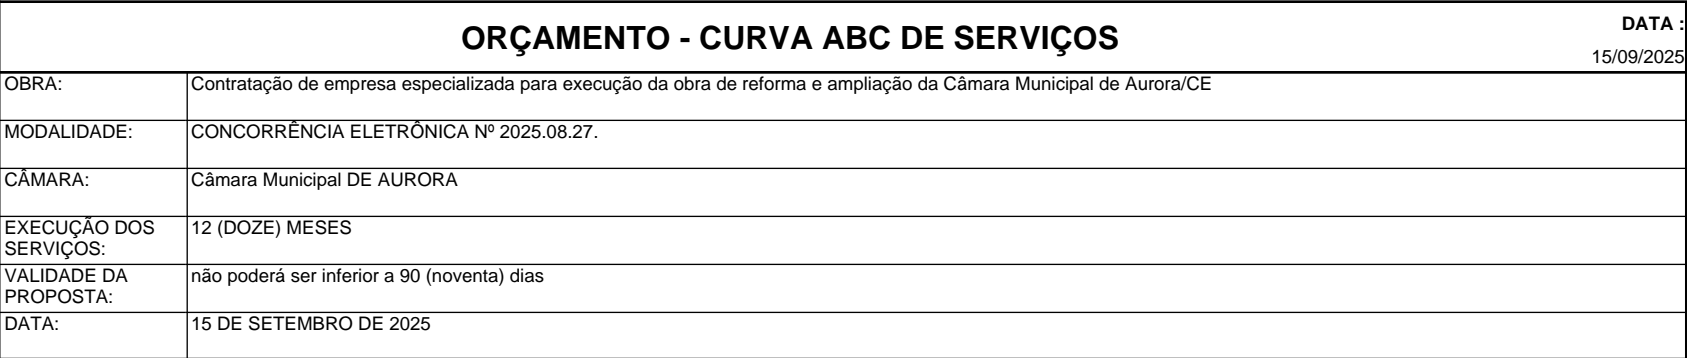 ORÇAMENTO - CURVA ABC DE SERVIÇOS
DATA :
15/09/2025
OBRA: Contratação de empresa especializada para execução da obra de reforma e ampliação da Câmara Municipal de Aurora/CE
MODALIDADE: CONCORRÊNCIA ELETRÔNICA Nº 2025.08.27.
CÂMARA: Câmara Municipal DE AURORA
EXECUÇÃO DOS SERVIÇOS: 12 (DOZE) MESES
VALIDADE DA PROPOSTA: não poderá ser inferior a 90 (noventa) dias
DATA: 15 DE SETEMBRO DE 2025